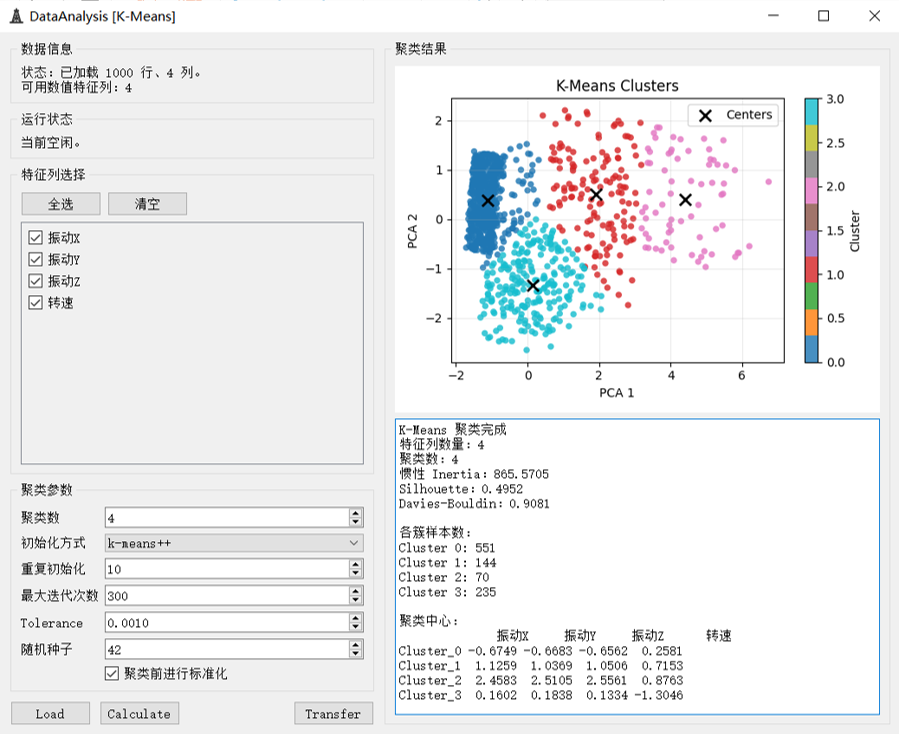 DataAnalysis [K-Means]
数据信息
状态: 已加载 1000 行、4 列。
可用数值特征列: 4
运行状态
当前空闲。
特征列选择
全选 清空
振动X
振动Y
振动Z
转速
聚类参数
聚类数 4
初始化方式 k-means++
重复初始化 10
最大迭代次数 300
Tolerance 0.0010
随机种子 42
聚类前进行标准化
Load Calculate Transfer
聚类结果
K-Means Clusters
Centers
PCA 2
2
1
0
−1
−2
−2 0 2 4 6
PCA 1
3.0
2.5
2.0
1.5
1.0
0.5
0.0
Cluster
K-Means 聚类完成
特征列数量: 4
聚类数: 4
惯性 Inertia: 865.5705
Silhouette: 0.4952
Davies-Bouldin: 0.9081
各簇样本数:
Cluster 0: 551
Cluster 1: 144
Cluster 2: 70
Cluster 3: 235
聚类中心:
振动X 振动Y 振动Z 转速
Cluster_0 -0.6749 -0.6683 -0.6562 0.2581
Cluster_1 1.1259 1.0369 1.0506 0.7153
Cluster_2 2.4583 2.5105 2.5561 0.8763
Cluster_3 0.1602 0.1838 0.1334 -1.3046